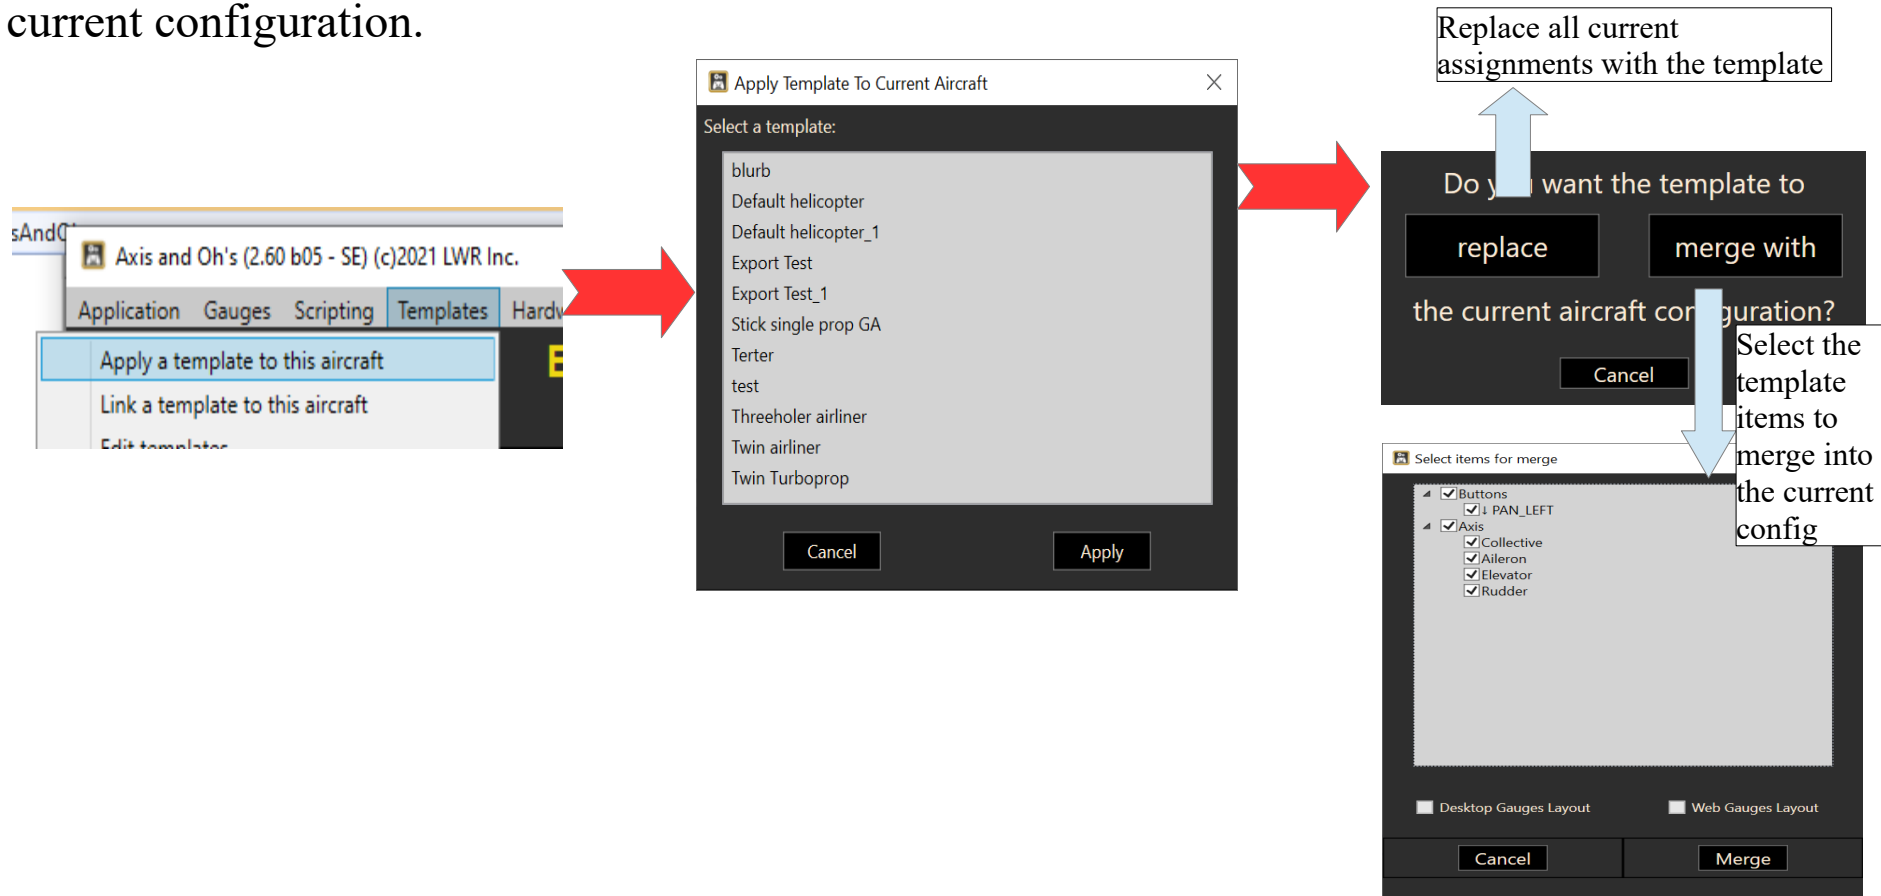 current configuration.
Replace all current
assignments with the template
Apply Template To Current Aircraft
Select a template:
blurb
Default helicopter
Default helicopter_1
Export Test
Export Test_1
Stick single prop GA
Terter
test
Threeholer airliner
Twin airliner
Twin Turboprop
Cancel
Apply
Axis and Oh's (2.60 b05 - SE) (c)2021 LWR Inc.
Application Gauges Scripting Templates
Apply a template to this aircraft
Link a template to this aircraft
Edit templates
Do you want the template to
replace
merge with
the current aircraft configuration?
Cancel
Select the
template
items to
merge into
the current
config
Select items for merge
Buttons
↓ PAN_LEFT
Axis
Collective
Aileron
Elevator
Rudder
Desktop Gauges Layout
Web Gauges Layout
Cancel
Merge